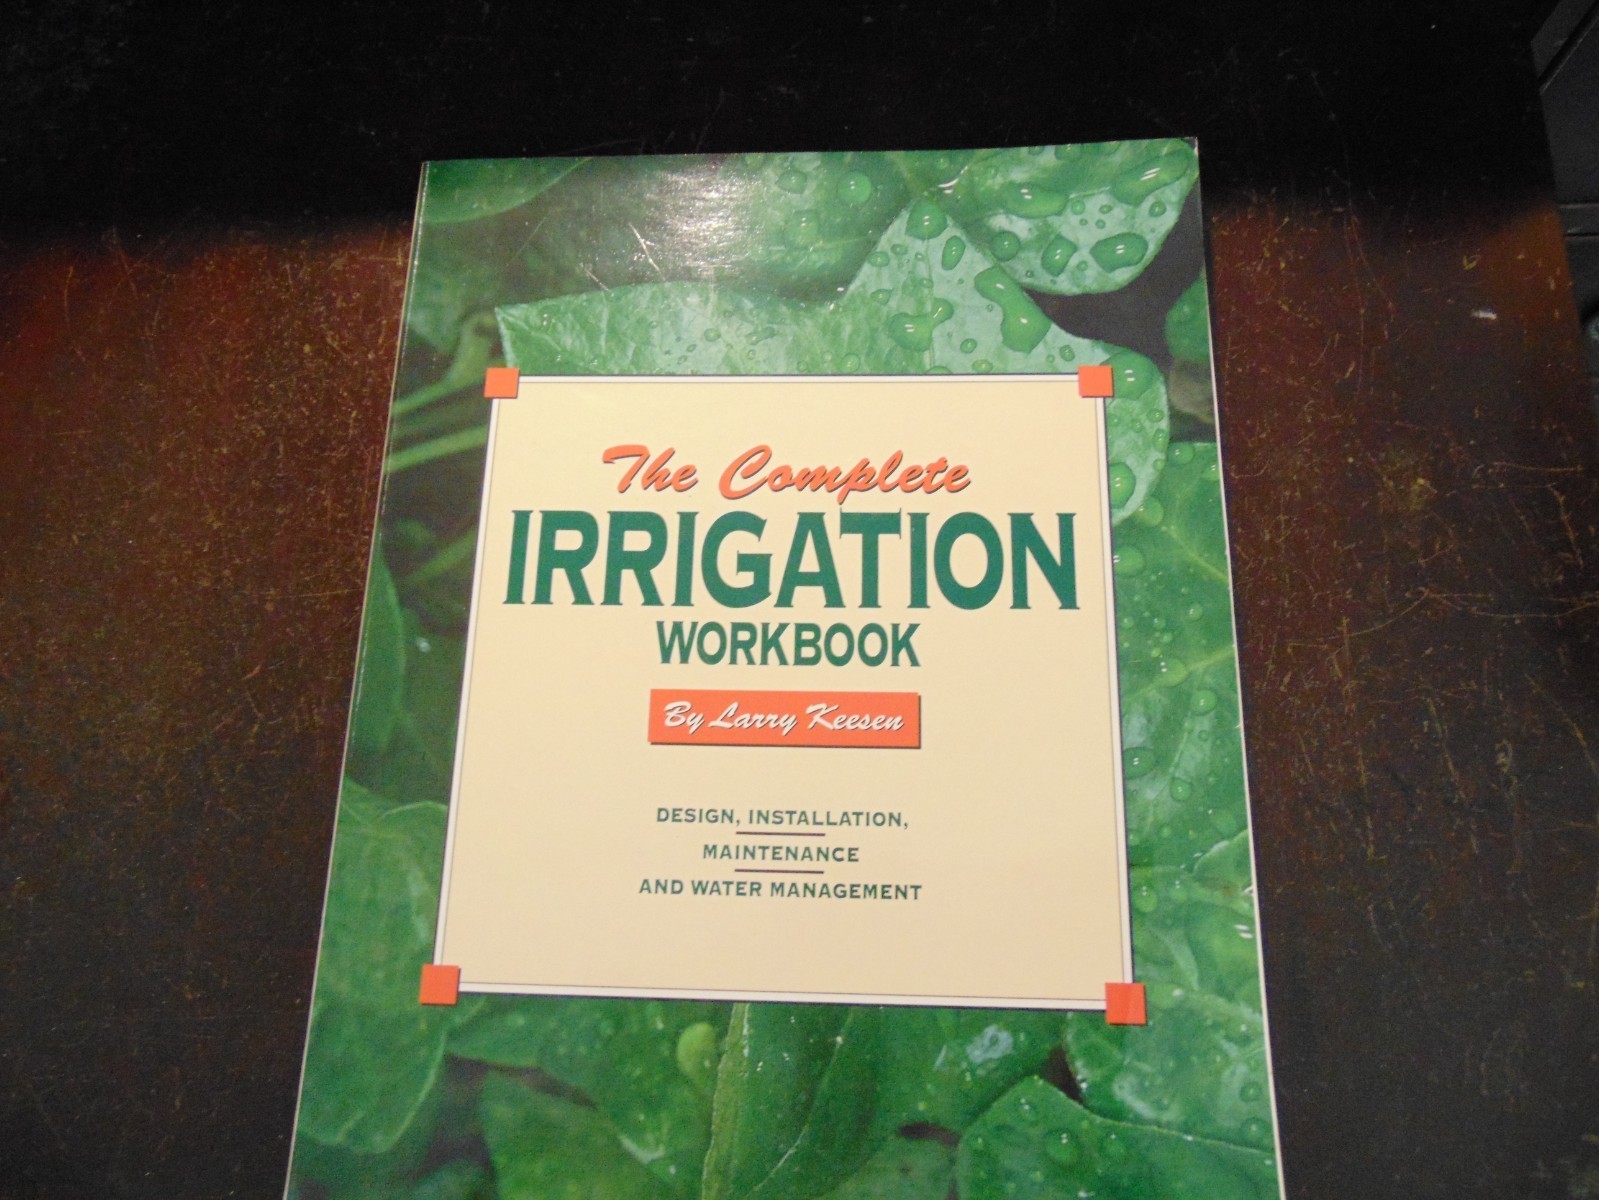 The Complete
IRRIGATION
WORKBOOK
By Larry Keesen
DESIGN, INSTALLATION,
MAINTENANCE
AND WATER MANAGEMENT